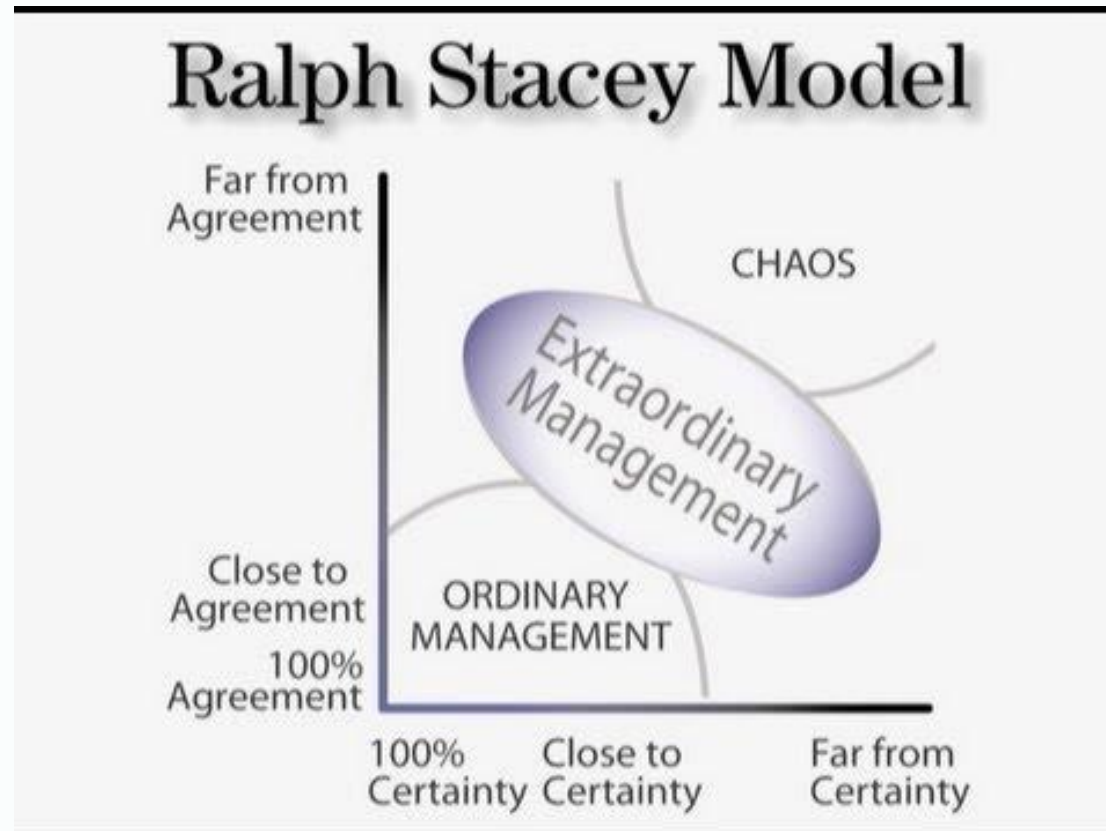 Ralph Stacey Model
Far from
Agreement
CHAOS
Extraordinary
Management
Close to
Agreement
ORDINARY
MANAGEMENT
100%
Agreement
100%
Certainty
Close to
Certainty
Far from
Certainty